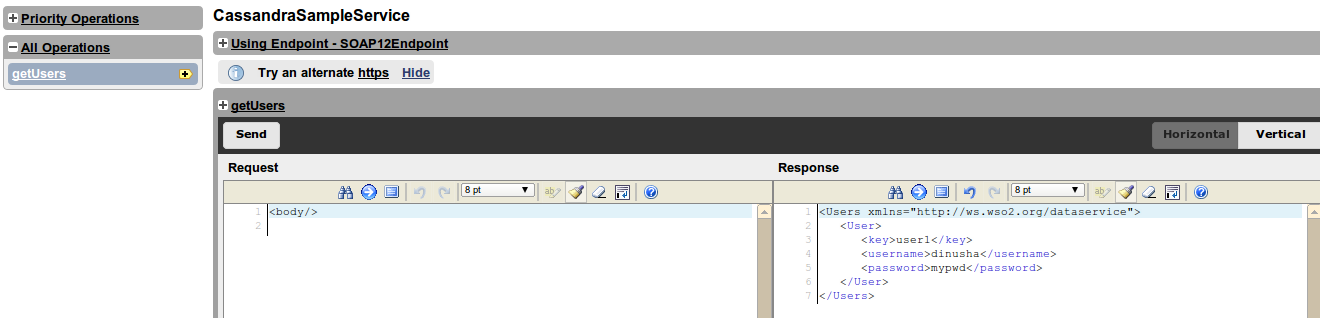 Priority Operations
All Operations
getUsers
CassandraSampleService
Using Endpoint - SOAP12Endpoint
Try an alternate https Hide
getUsers
Send
Horizontal Vertical
Request
8 pt
1 <body/>
2
Response
8 pt
1 <Users xmlns="http://ws.wso2.org/dataservice">
2 <User>
3 <key>user1</key>
4 <username>dinusha</username>
5 <password>mypwd</password>
6 </User>
7 </Users>